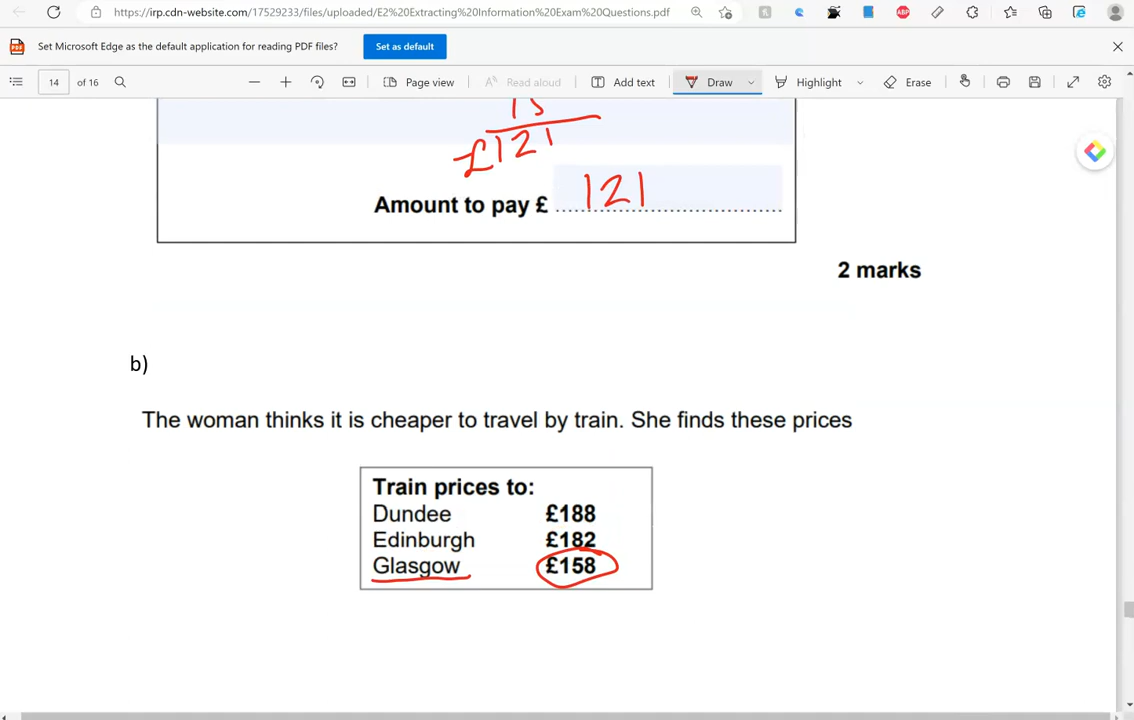 https://irp.cdn-website.com/17529233/files/uploaded/E2%20Extracting%20Information%20Exam%20Questions.pdf
ABP
PDF
Set Microsoft Edge as the default application for reading PDF files?
Set as default
14 of 16
Page view
Read aloud
Add text
Draw
Highlight
Erase
£121
Amount to pay £ 121
2 marks
b)
The woman thinks it is cheaper to travel by train. She finds these prices
Train prices to:
Dundee £188
Edinburgh £182
Glasgow £158